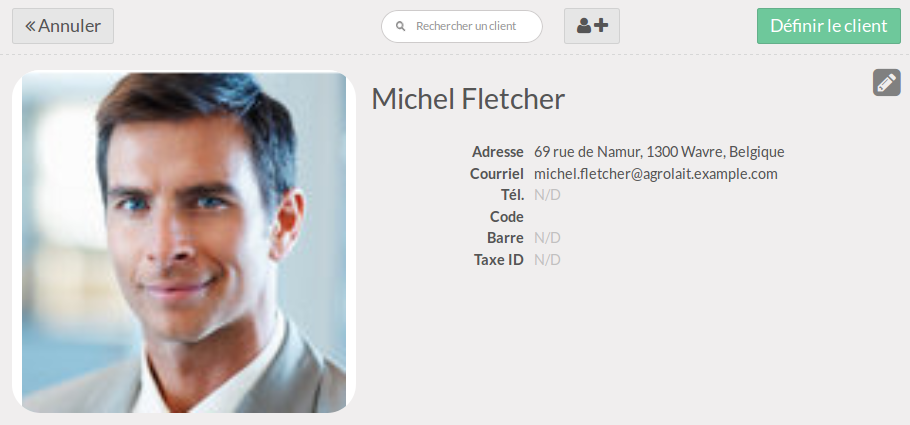 Annuler
Rechercher un client
Définir le client
Michel Fletcher
Adresse 69 rue de Namur, 1300 Wavre, Belgique
Courriel michel.fletcher@agrolait.example.com
Tél. N/D
Code
Barre N/D
Taxe ID N/D